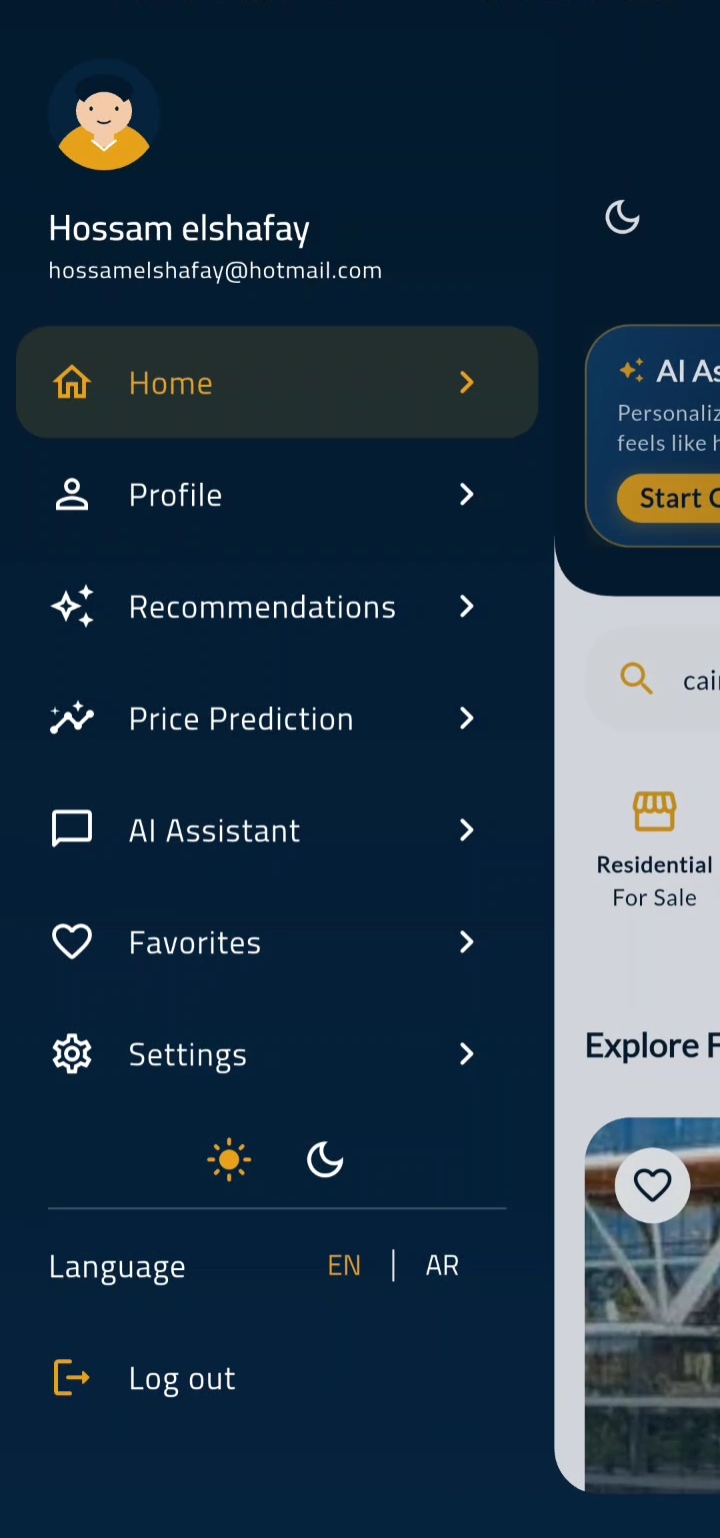 Hossam elshafay
hossamelshafay@hotmail.com
Home
Profile
Recommendations
Price Prediction
AI Assistant
Favorites
Settings
Language EN | AR
Log out
AI As
Personaliz
feels like h
Start C
cair
Residential
For Sale
Explore F